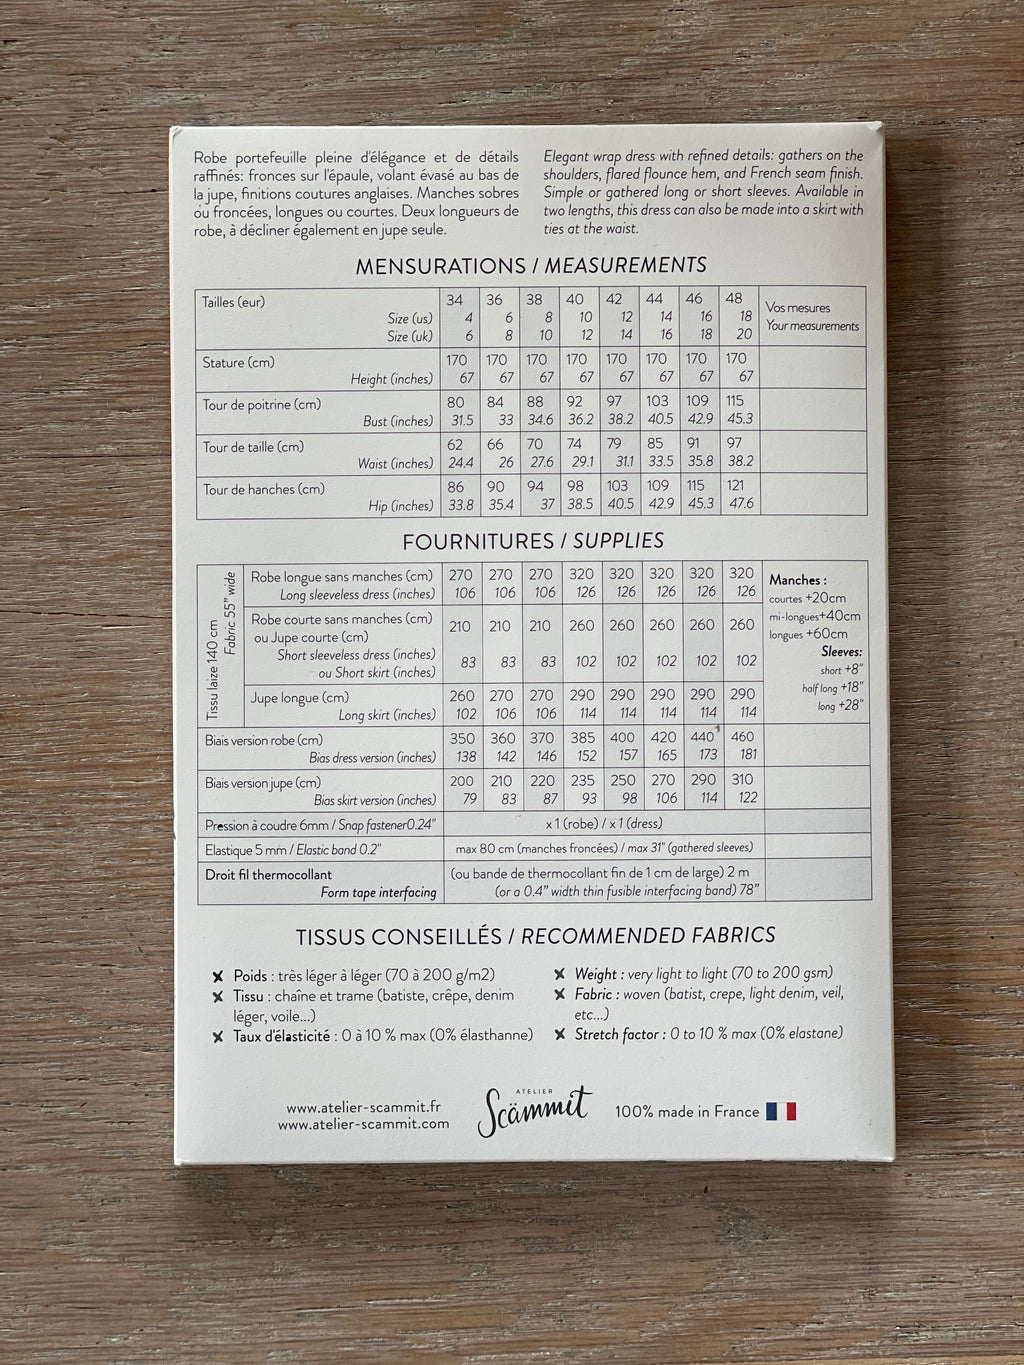 Robe portefeuille pleine d'élégance et de détails
raffinés: fronces sur l'épaule, volant évasé au bas de
la jupe, finitions coutures anglaises. Manches sobres
ou froncées, longues ou courtes. Deux longueurs de
robe, à décliner également en jupe seule.
Elegant wrap dress with refined details: gathers on the
shoulders, flared flounce hem, and French seam finish.
Simple or gathered long or short sleeves. Available in
two lengths, this dress can also be made into a skirt with
ties at the waist.
MENSURATIONS / MEASUREMENTS
Tailles (eur) 34 36 38 40 42 44 46 48 Vos mesures
Size (us) 4 6 8 10 12 14 16 18 Your measurements
Size (uk) 6 8 10 12 14 16 18 20
Stature (cm) 170 170 170 170 170 170 170 170
Height (inches) 67 67 67 67 67 67 67 67
Tour de poitrine (cm) 80 84 88 92 97 103 109 115
Bust (inches) 31.5 33 34.6 36.2 38.2 40.5 42.9 45.3
Tour de taille (cm) 62 66 70 74 79 85 91 97
Waist (inches) 24.4 26 27.6 29.1 31.1 33.5 35.8 38.2
Tour de hanches (cm) 86 90 94 98 103 109 115 121
Hip (inches) 33.8 35.4 37 38.5 40.5 42.9 45.3 47.6
FOURNITURES / SUPPLIES
Tissu laize 140 cm
Fabric 55" wide
Robe longue sans manches (cm) 270 270 270 320 320 320 320 320
Long sleeveless dress (inches) 106 106 106 126 126 126 126 126
Robe courte sans manches (cm)
ou Jupe courte (cm) 210 210 210 260 260 260 260 260
Short sleeveless dress (inches)
ou Short skirt (inches) 83 83 83 102 102 102 102 102
Jupe longue (cm) 260 270 270 290 290 290 290 290
Long skirt (inches) 102 106 106 114 114 114 114 114
Manches :
courtes +20cm
mi-longues+40cm
longues +60cm
Sleeves:
short +8"
half long +18"
long +28"
Biais version robe (cm) 350 360 370 385 400 420 440 460
Bias dress version (inches) 138 142 146 152 157 165 173 181
Biais version jupe (cm) 200 210 220 235 250 270 290 310
Bias skirt version (inches) 79 83 87 93 98 106 114 122
Pression à coudre 6mm / Snap fastener0.24" x 1 (robe) / x 1 (dress)
Elastique 5 mm / Elastic band 0.2" max 80 cm (manches froncées) / max 31" (gathered sleeves)
Droit fil thermocollant (ou bande de thermocollant fin de 1 cm de large) 2 m
Form tape interfacing (or a 0.4" width thin fusible interfacing band) 78"
TISSUS CONSEILLÉS / RECOMMENDED FABRICS
Poids : très léger à léger (70 à 200 g/m2)
Tissu : chaîne et trame (batiste, crêpe, denim
léger, voile...)
Taux d'élasticité : 0 à 10 % max (0% élasthanne)
Weight : very light to light (70 to 200 gsm)
Fabric : woven (batist, crepe, light denim, veil,
etc...)
Stretch factor : 0 to 10 % max (0% elastane)
www.atelier-scammit.fr
www.atelier-scammit.com
ATELIER
Scämmit
100% made in France